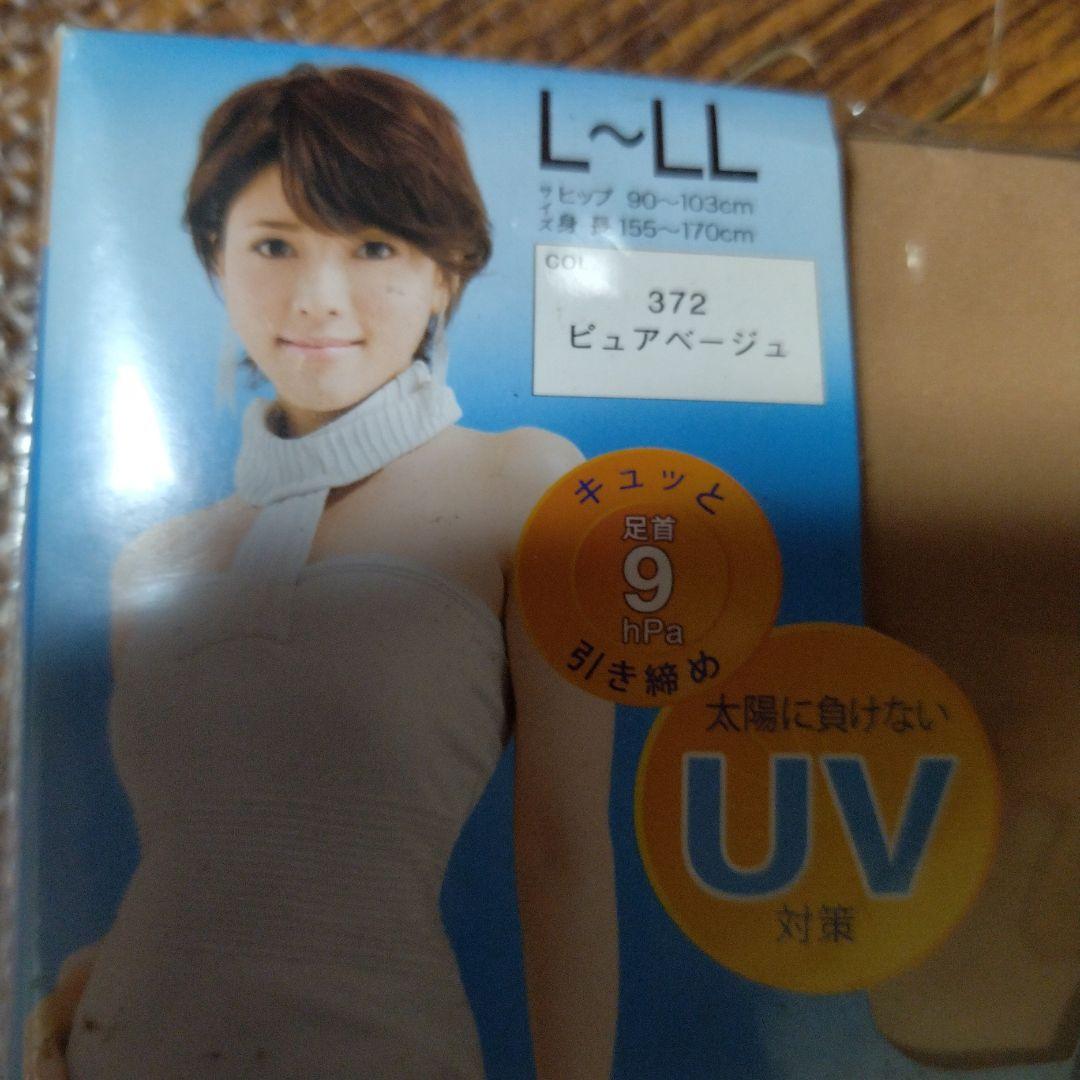 L~LL
サイズ
ヒップ 90〜103cm
身長 155〜170cm
COL
372
ピュアベージュ
キュッと
足首
9
hPa
引き締め
太陽に負けない
UV
対策